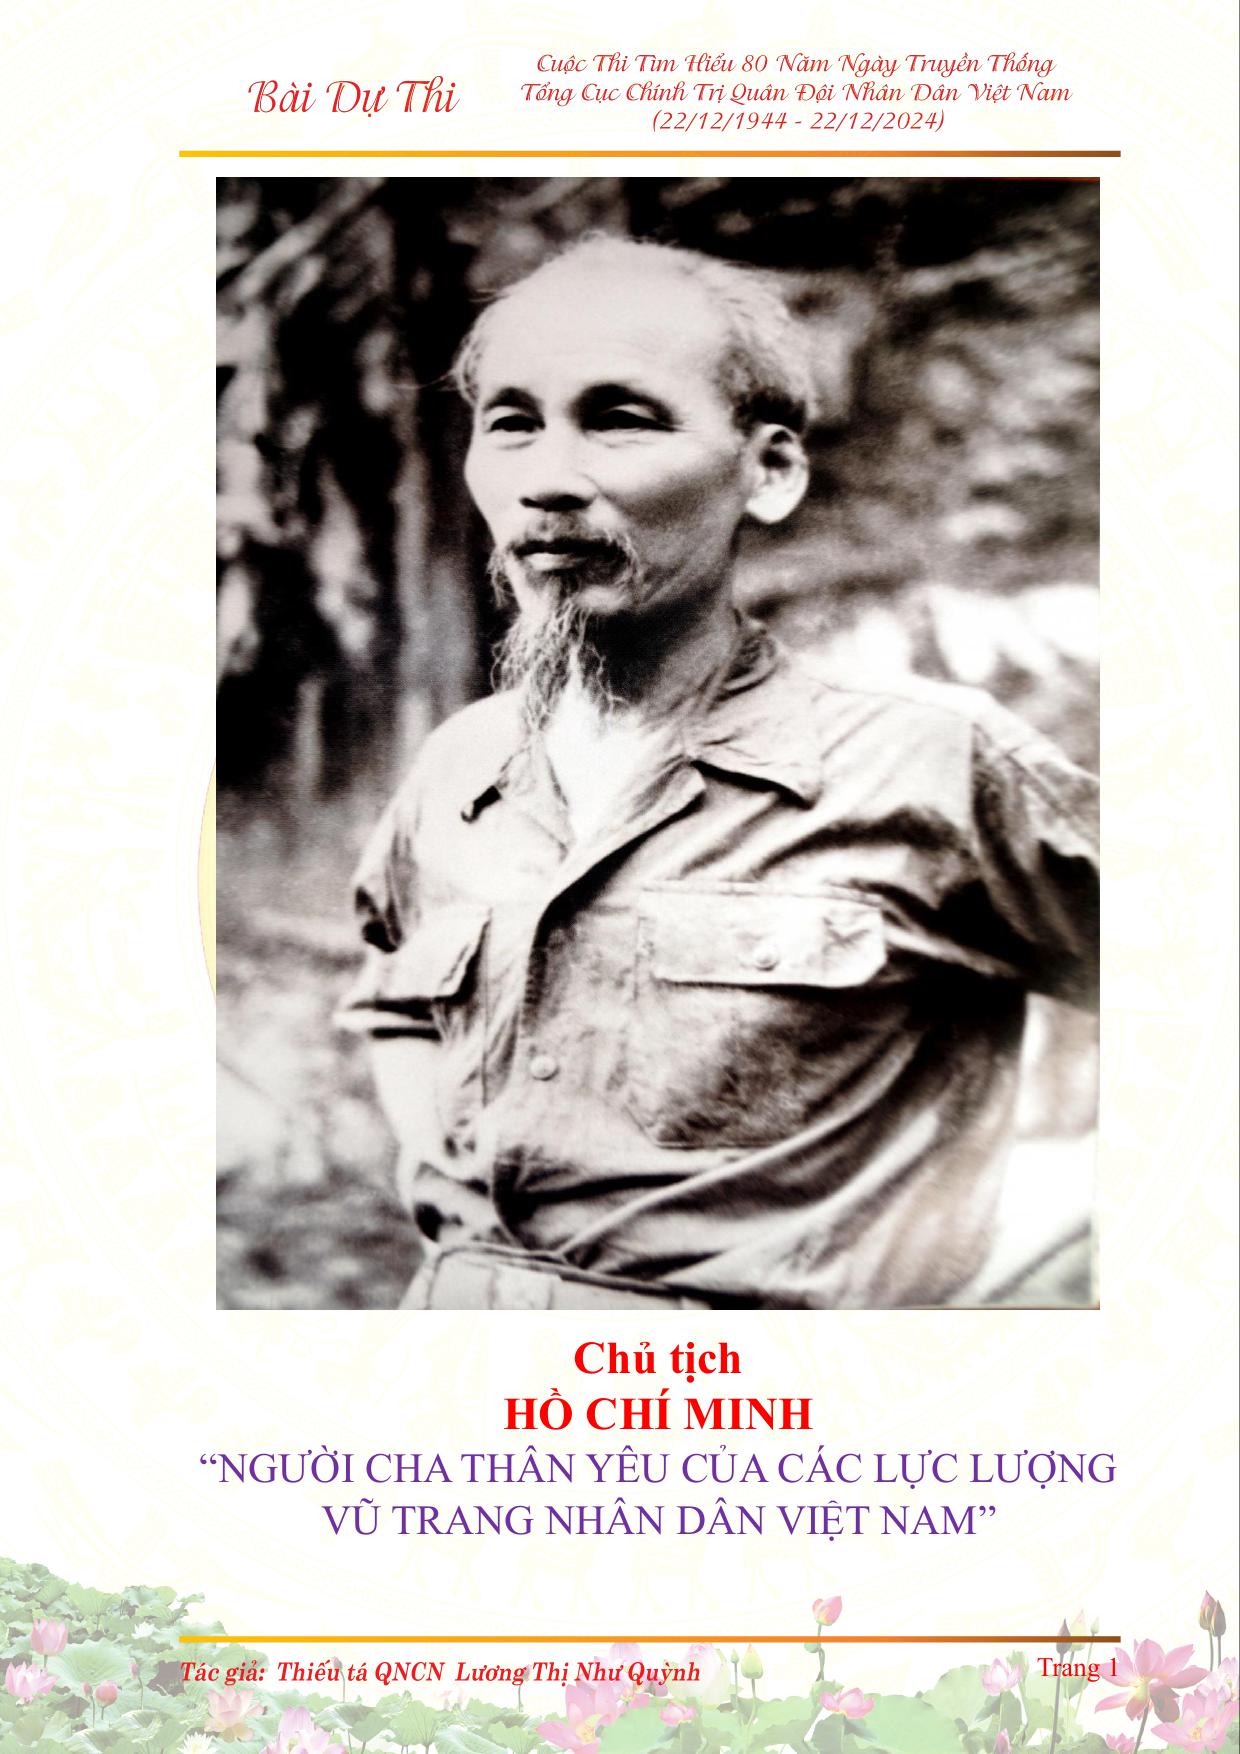 Bài Dự Thi
Cuộc Thi Tìm Hiểu 80 Năm Ngày Truyền Thống
Tổng Cục Chính Trị Quân Đội Nhân Dân Việt Nam
(22/12/1944 - 22/12/2024)
Chủ tịch
HỒ CHÍ MINH
“NGƯỜI CHA THÂN YÊU CỦA CÁC LỰC LƯỢNG
VŨ TRANG NHÂN DÂN VIỆT NAM”
Tác giả: Thiếu tá QNCN Lương Thị Như Quỳnh
Trang 1